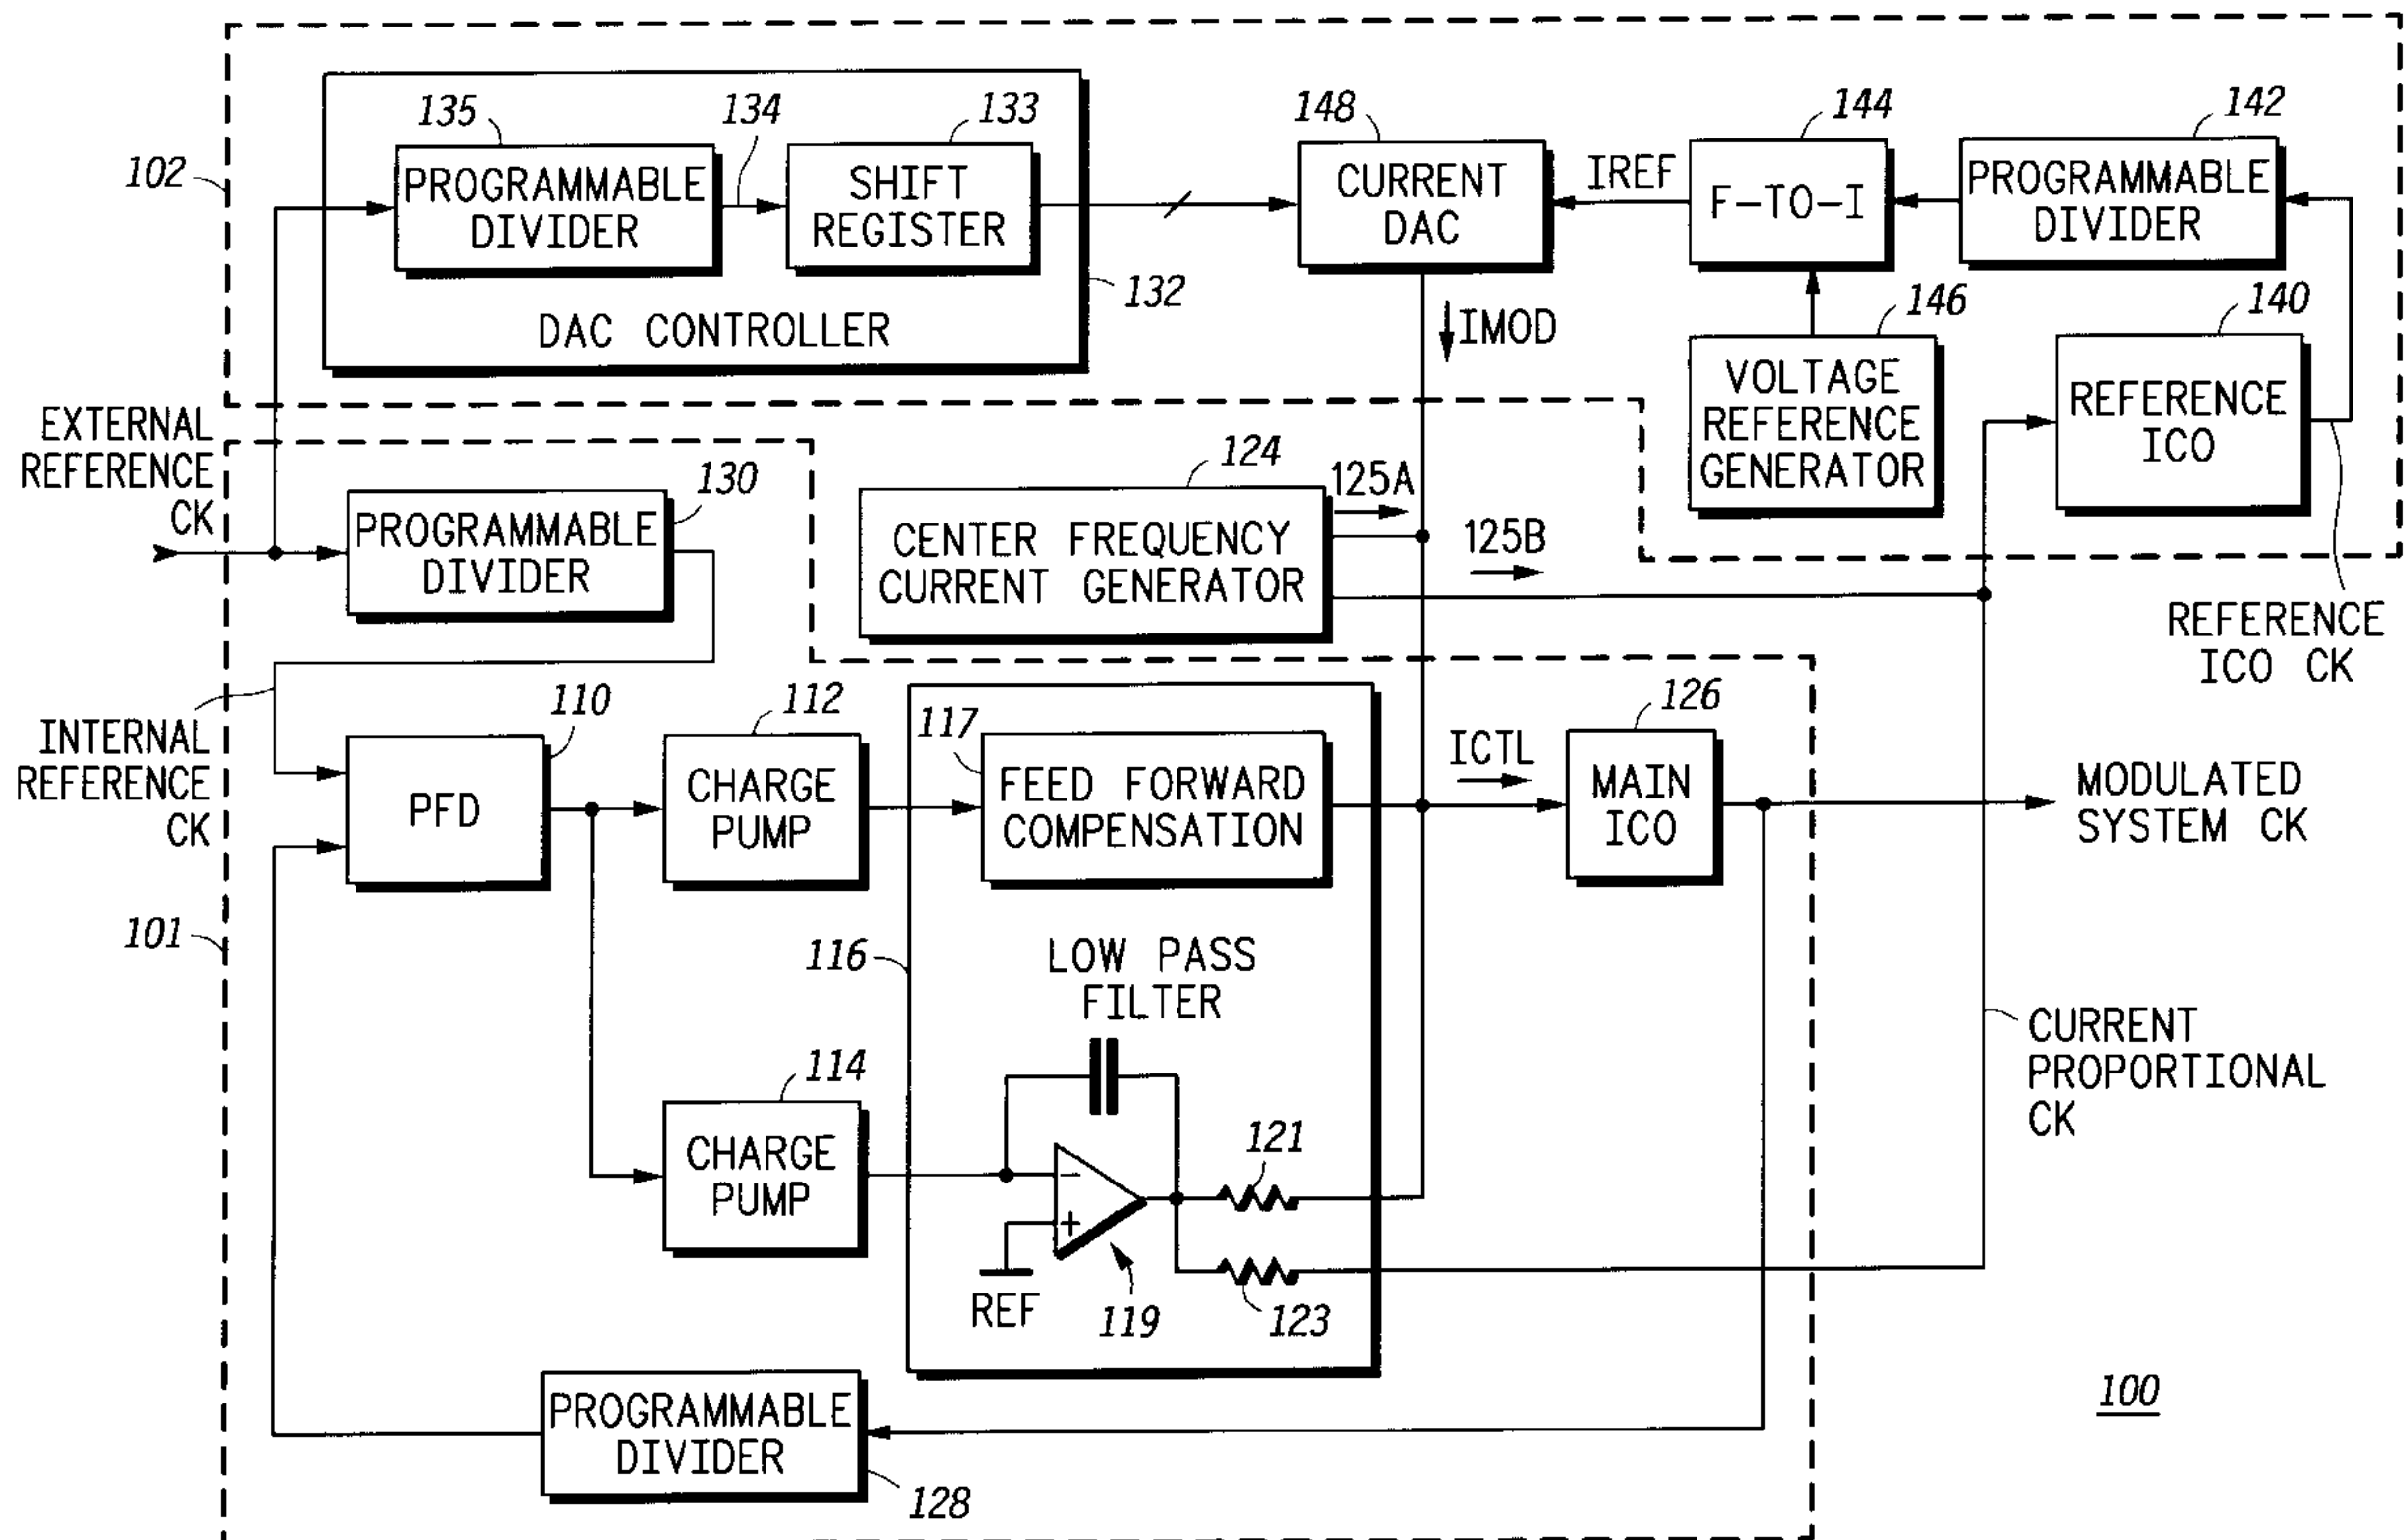 102
135
134
133
148
144
142
PROGRAMMABLE
DIVIDER
SHIFT
REGISTER
CURRENT
DAC
IREF
F-TO-I
PROGRAMMABLE
DIVIDER
132
DAC CONTROLLER
IMOD
146
140
VOLTAGE
REFERENCE
GENERATOR
REFERENCE
ICO
EXTERNAL
REFERENCE
CK
130
PROGRAMMABLE
DIVIDER
124
125A
125B
CENTER FREQUENCY
CURRENT GENERATOR
REFERENCE
ICO CK
INTERNAL
REFERENCE
CK
110
PFD
112
CHARGE
PUMP
117
FEED FORWARD
COMPENSATION
ICTL
126
MAIN
ICO
MODULATED
SYSTEM CK
101
116
LOW PASS
FILTER
CURRENT
PROPORTIONAL
CK
114
CHARGE
PUMP
-
+
REF
119
121
123
PROGRAMMABLE
DIVIDER
128
100